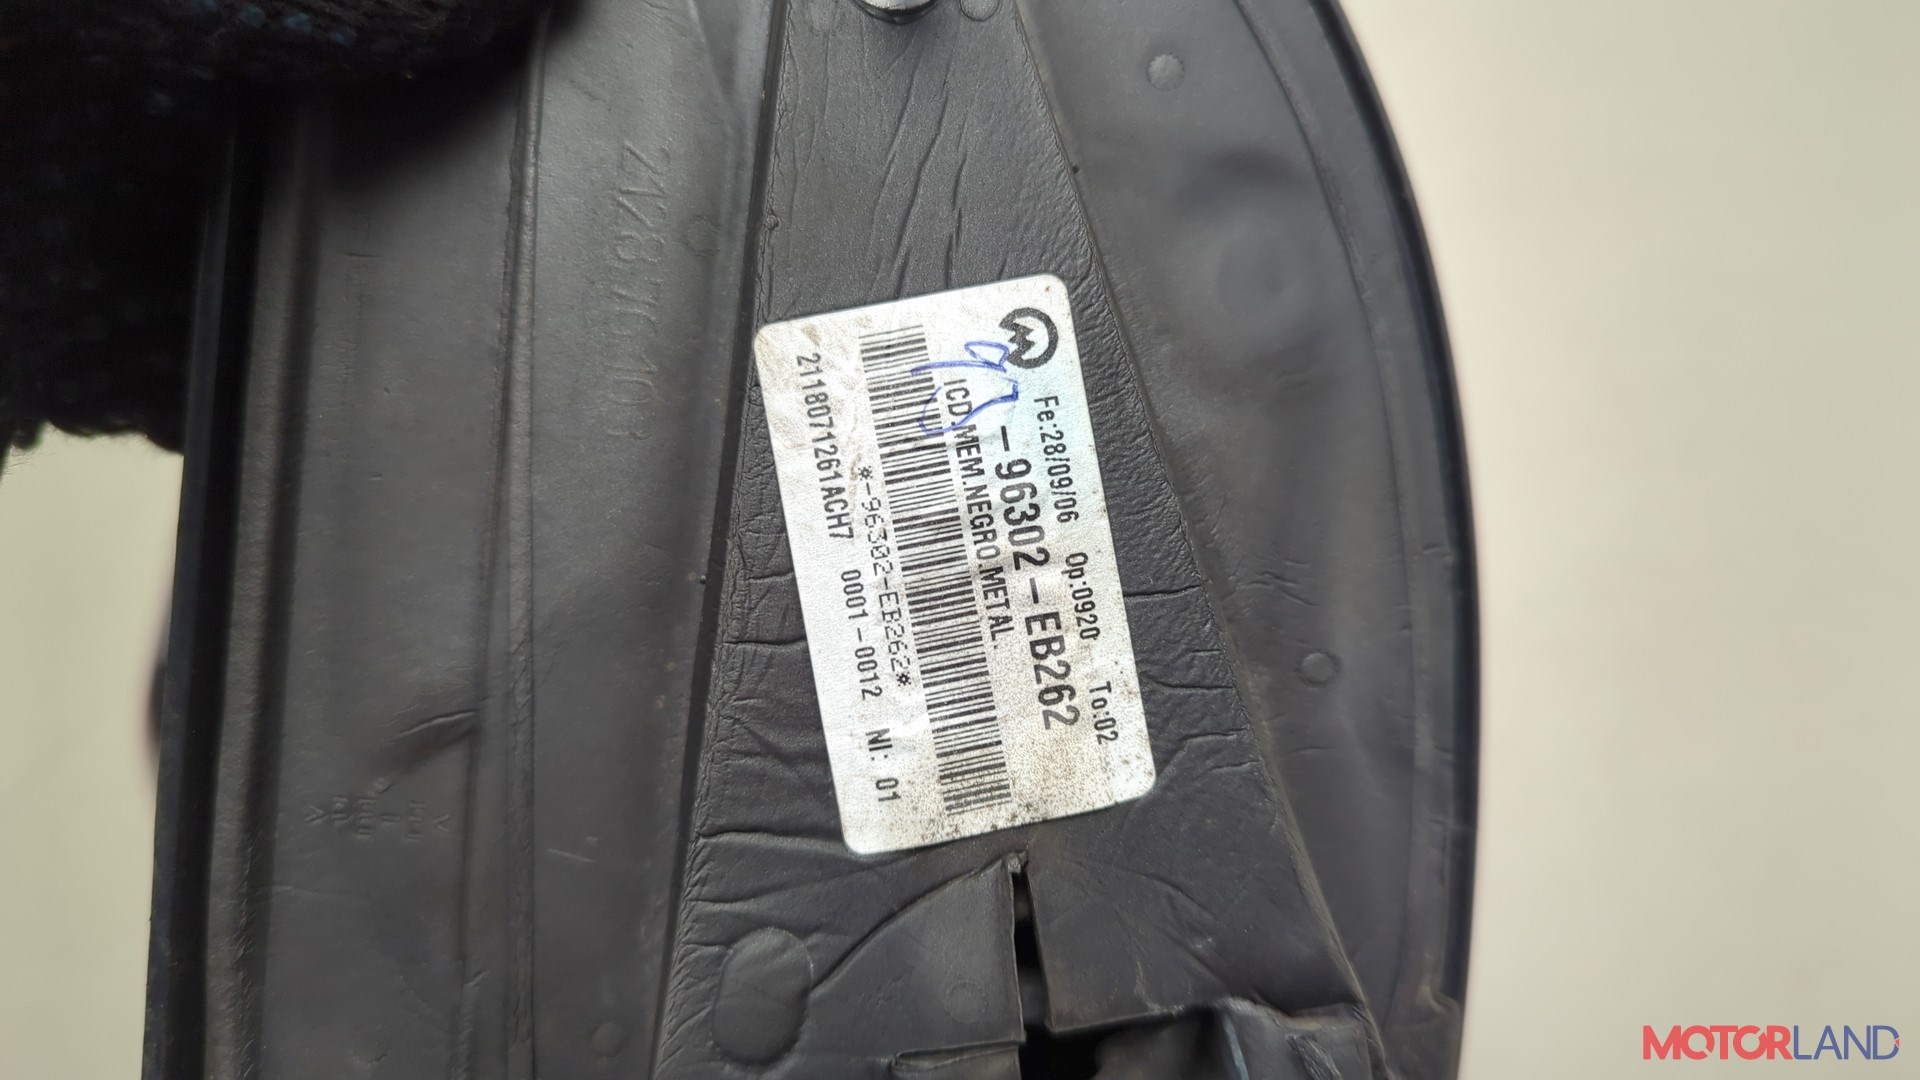 Fe:28/09/06 Op:0920 To:02
-96302-EB262
ICD.MEM.NEGRO.METAL.
*-96302-EB262*
2118071261ACH7 0001-0012 NI: 01
MOTORLAND